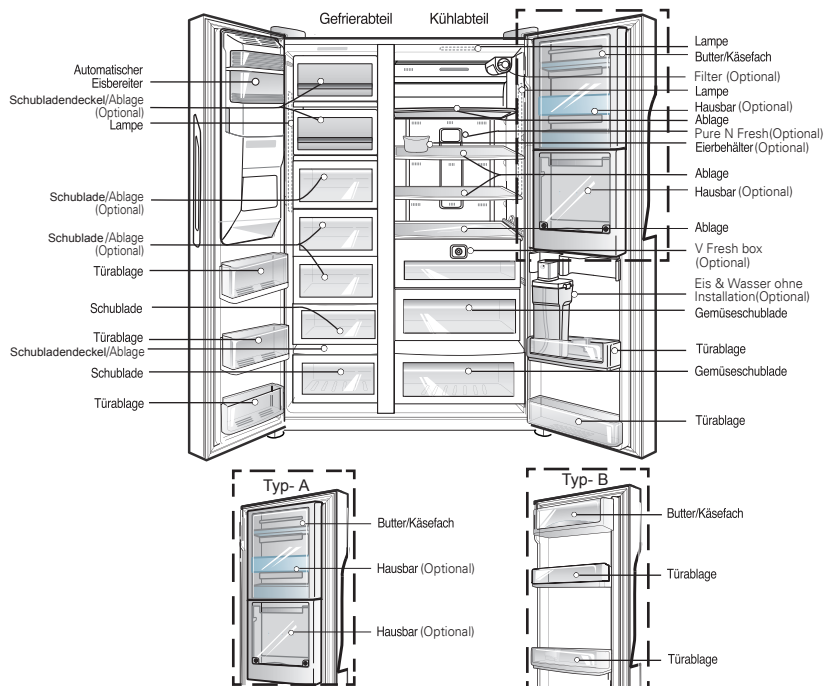 Gefrierabteil
Kühlabteil
Automatischer
Eisbereiter
Schubladendeckel/Ablage
(Optional)
Lampe
Schublade/Ablage
(Optional)
Schublade/Ablage
(Optional)
Türablage
Schublade
Türablage
Schubladendeckel/Ablage
Schublade
Türablage
Lampe
Butter/Käsefach
Filter (Optional)
Lampe
Hausbar (Optional)
Ablage
Pure N Fresh(Optional)
Eierbehälter (Optional)
Ablage
Hausbar (Optional)
Ablage
V Fresh box
(Optional)
Eis & Wasser ohne
Installation(Optional)
Gemüseschublade
Türablage
Gemüseschublade
Türablage
Typ- A
Butter/Käsefach
Hausbar (Optional)
Hausbar (Optional)
Typ- B
Butter/Käsefach
Türablage
Türablage